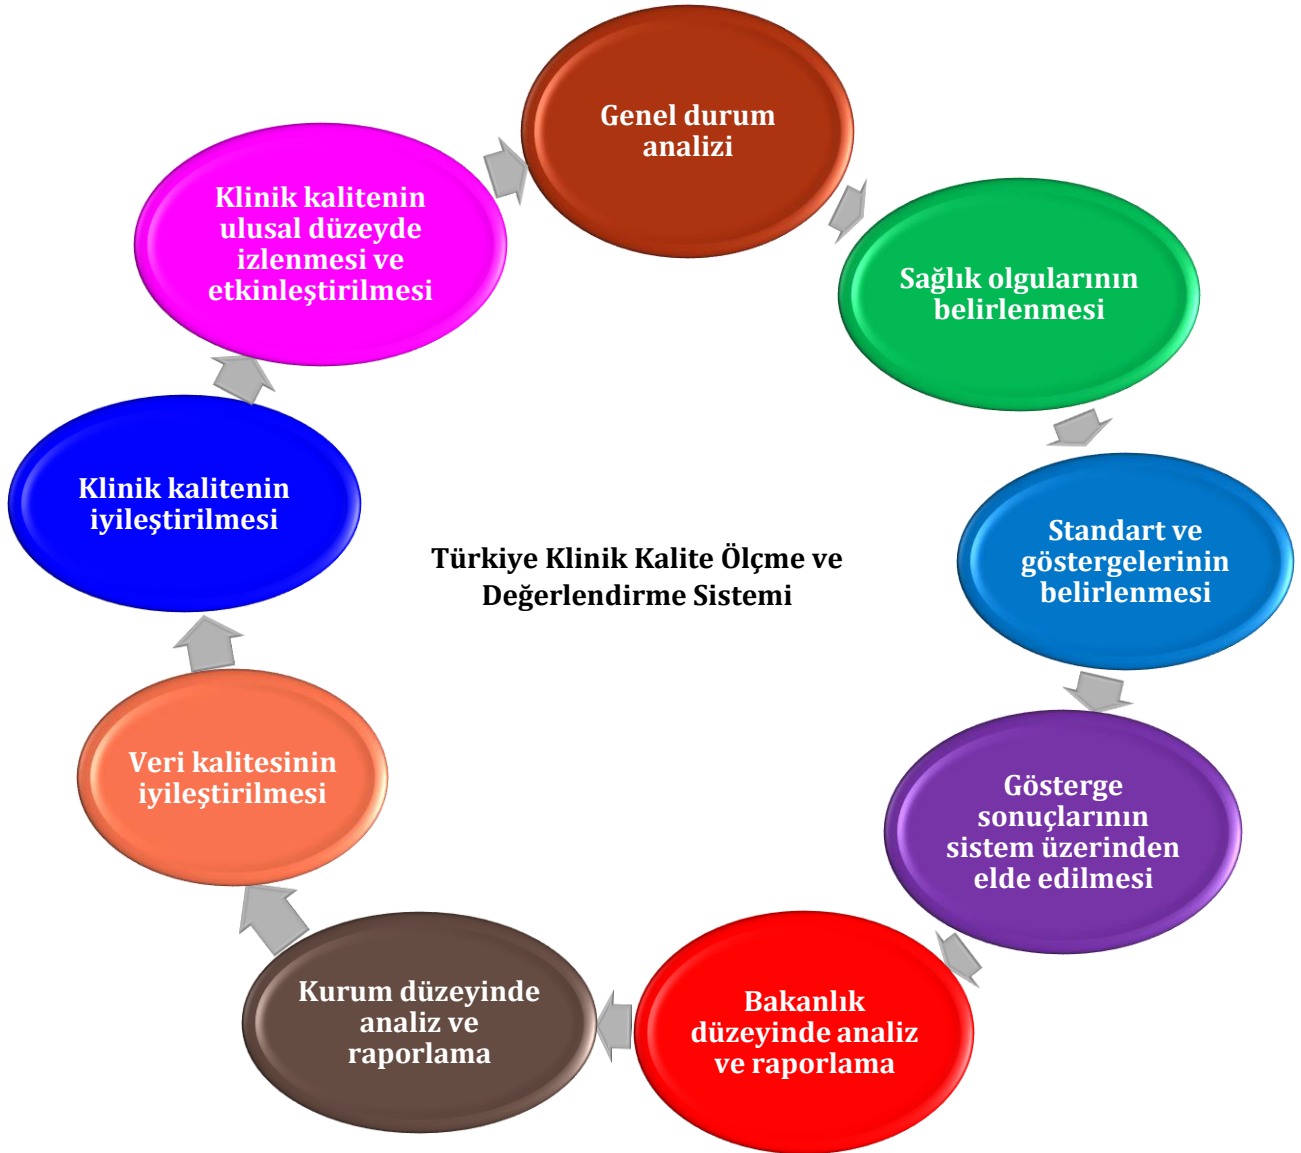 Genel durum
analizi
Sağlık olgularının
belirlenmesi
Standart ve
göstergelerinin
belirlenmesi
Gösterge
sonuçlarının
sistem üzerinden
elde edilmesi
Bakanlık
düzeyinde analiz
ve raporlama
Kurum düzeyinde
analiz ve
raporlama
Veri kalitesinin
iyileştirilmesi
Klinik kalitenin
iyileştirilmesi
Klinik kalitenin
ulusal düzeyde
izlenmesi ve
etkinleştirilmesi
Türkiye Klinik Kalite Ölçme ve
Değerlendirme Sistemi